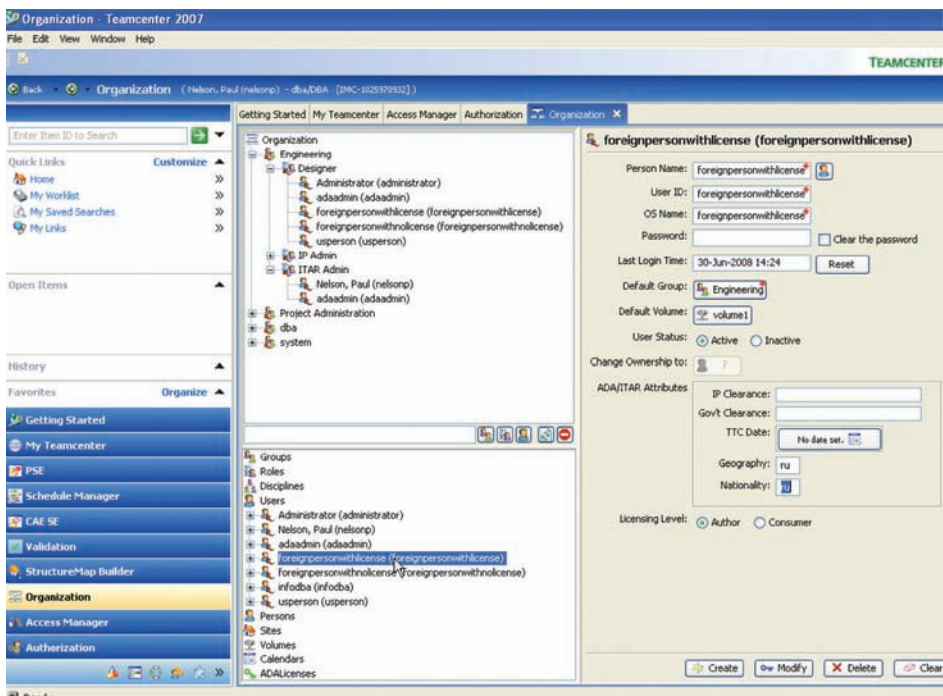 Organization - Teamcenter 2007
File Edit View Window Help
TEAMCENTER
Back Organization (Nelson, Paul (nelsonp) - dba/DBA [IMC-1025970932])
Enter Item ID to Search
Quick Links Customize
Home
My Worklist
My Saved Searches
My Links
Open Items
History
Favorites Organize
Getting Started
My Teamcenter
PSE
Schedule Manager
CAE SE
Validation
StructureMap Builder
Organization
Access Manager
Authorization
Getting Started My Teamcenter Access Manager Authorization Organization X
Organization
Engineering
Designer
Administrator (administrator)
adaadmin (adaadmin)
foreignpersonwithlicense (foreignpersonwithlicense)
foreignpersonwithnolicense (foreignpersonwithnolicense)
usperson (usperson)
IP Admin
ITAR Admin
Nelson, Paul (nelsonp)
adaadmin (adaadmin)
Project Administration
dba
system
Groups
Roles
Disciplines
Users
Administrator (administrator)
Nelson, Paul (nelsonp)
adaadmin (adaadmin)
foreignpersonwithlicense (foreignpersonwithlicense)
foreignpersonwithnolicense (foreignpersonwithnolicense)
infodba (infodba)
usperson (usperson)
Persons
Sites
Volumes
Calendars
ADALicenses
foreignpersonwithlicense (foreignpersonwithlicense)
Person Name: foreignpersonwithlicense*
User ID: foreignpersonwithlicense*
OS Name: foreignpersonwithlicense*
Password: Clear the password
Last Login Time: 30-Jun-2008 14:24 Reset
Default Group: Engineering
Default Volume: volume1
User Status: Active Inactive
Change Ownership to: ?
ADA/ITAR Attributes
IP Clearance:
Gov't Clearance:
TTC Date: No date set.
Geography: ru
Nationality: ru
Licensing Level: Author Consumer
Create Modify Delete Clear